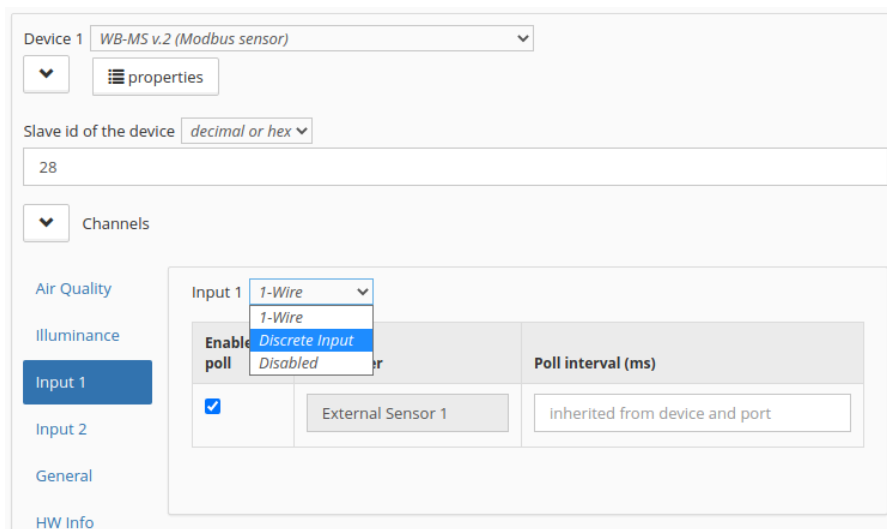 Device 1 WB-MS v.2 (Modbus sensor)
properties
Slave id of the device decimal or hex
28
Channels
Air Quality
Illuminance
Input 1
Input 2
General
HW Info
Input 1 1-Wire
1-Wire
Discrete Input
Disabled
Enable
poll
Poll interval (ms)
External Sensor 1
inherited from device and port